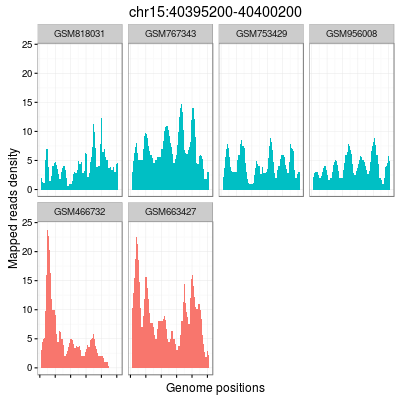 chr15:40395200-40400200
GSM818031 GSM767343 GSM753429 GSM956008
25
20
15
10
5
0
Mapped reads density
GSM466732 GSM663427
25
20
15
10
5
0
Genome positions